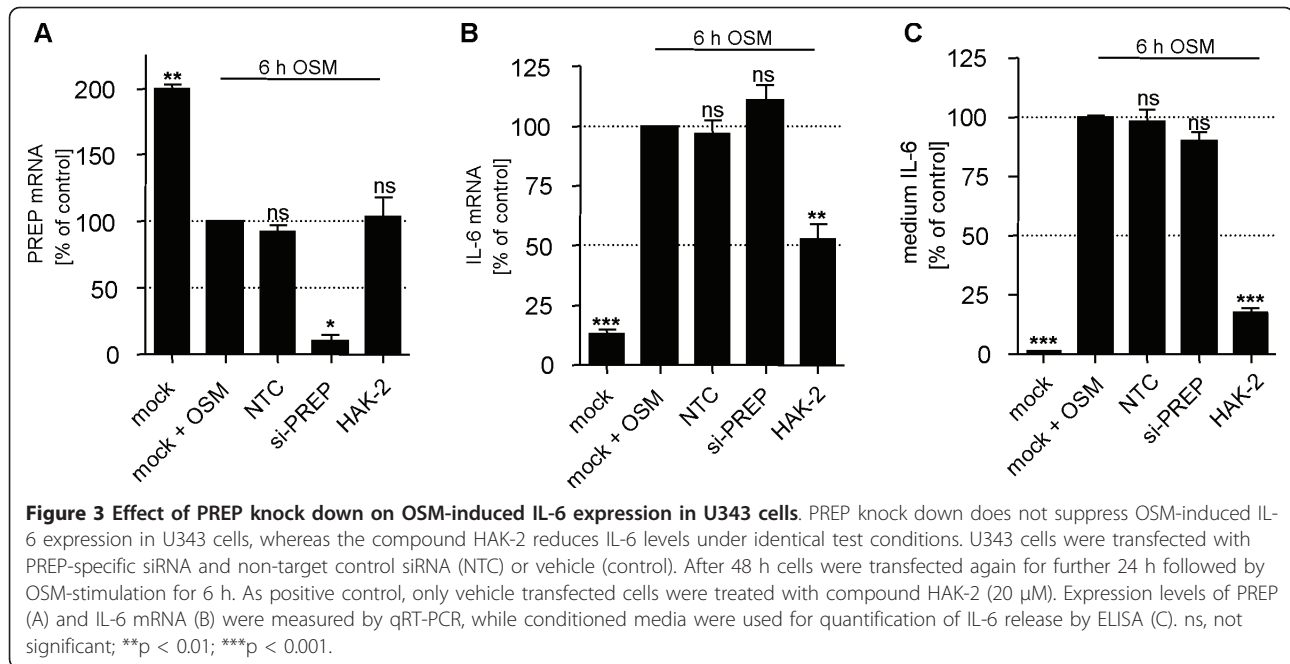 A
6 h OSM
PREP mRNA
[% of control]
200
150
100
50
0
**
ns
*
ns
mock
mock + OSM
NTC
si-PREP
HAK-2
B
6 h OSM
IL-6 mRNA
[% of control]
125
100
75
50
25
0
***
ns
ns
**
mock
mock + OSM
NTC
si-PREP
HAK-2
C
6 h OSM
medium IL-6
[% of control]
125
100
75
50
25
0
***
ns
ns
***
mock
mock + OSM
NTC
si-PREP
HAK-2
Figure 3 Effect of PREP knock down on OSM-induced IL-6 expression in U343 cells. PREP knock down does not suppress OSM-induced IL-
6 expression in U343 cells, whereas the compound HAK-2 reduces IL-6 levels under identical test conditions. U343 cells were transfected with
PREP-specific siRNA and non-target control siRNA (NTC) or vehicle (control). After 48 h cells were transfected again for further 24 h followed by
OSM-stimulation for 6 h. As positive control, only vehicle transfected cells were treated with compound HAK-2 (20 μM). Expression levels of PREP
(A) and IL-6 mRNA (B) were measured by qRT-PCR, while conditioned media were used for quantification of IL-6 release by ELISA (C). ns, not
significant; **p < 0.01; ***p < 0.001.